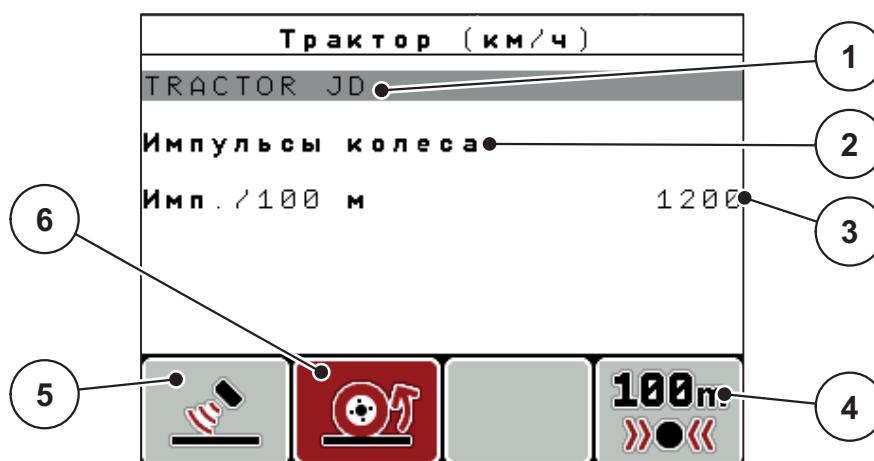 Трактор (км/ч)
1
TRACTOR JD
Импульсы колеса
2
Имп./100 м 1200
3
6
5
100m
4